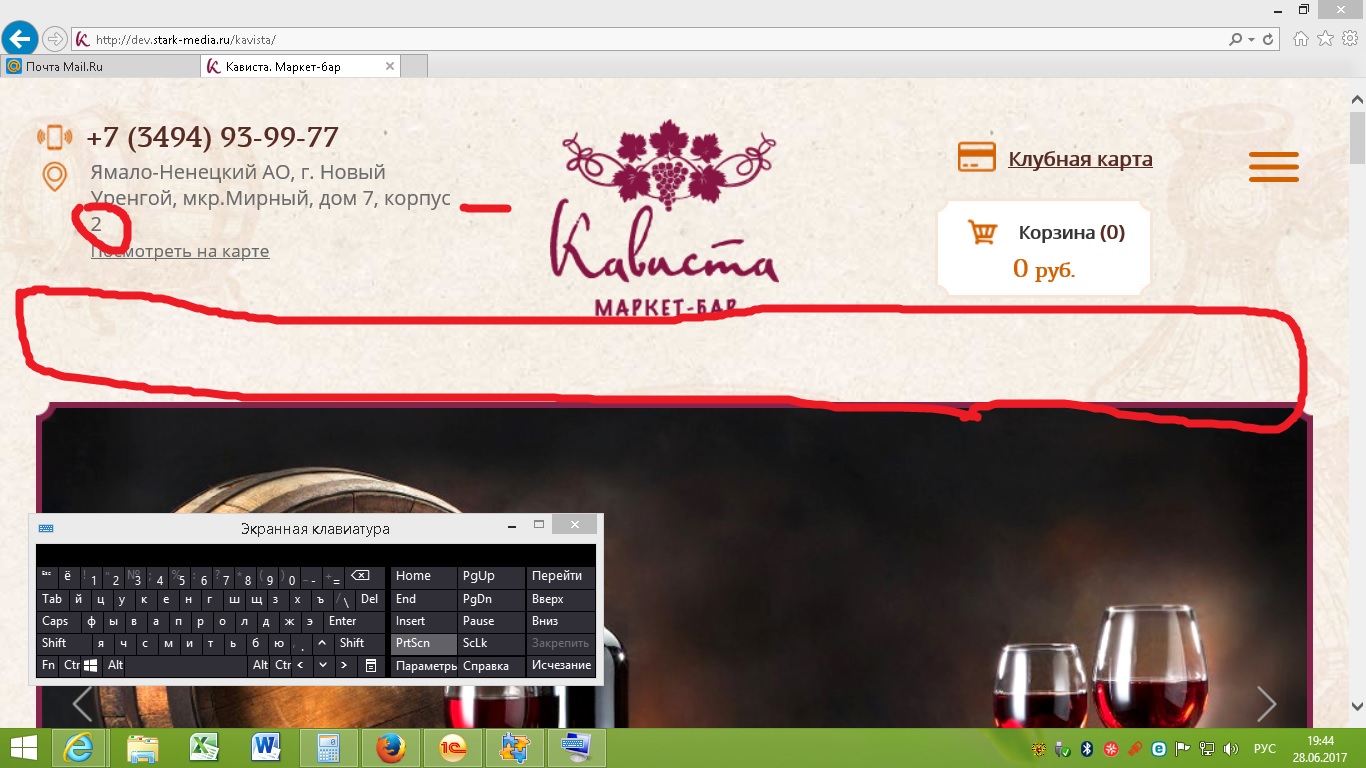 http://dev.stark-media.ru/kavista/
Почта Mail.Ru
Кависта. Маркет-бар
+7 (3494) 93-99-77
Ямало-Ненецкий АО, г. Новый
Уренгой, мкр.Мирный, дом 7, корпус
2
Посмотреть на карте
Кависта
МАРКЕТ-БАР
Клубная карта
Корзина (0)
0 руб.
Экранная клавиатура
Esc ё ! 1 " 2 № 3 ; 4 % 5 : 6 ? 7 * 8 ( 9 ) 0 _ - + = Home PgUp Перейти
Tab й ц у к е н г ш щ з х ъ / \ Del End PgDn Вверх
Caps ф ы в а п р о л д ж э Enter Insert Pause Вниз
Shift я ч с м и т ь б ю , . ^ Shift PrtScn ScLk Закрепить
Fn Ctr Alt Alt Ctr < > Параметры Справка Исчезание
РУС
19:44
28.06.2017